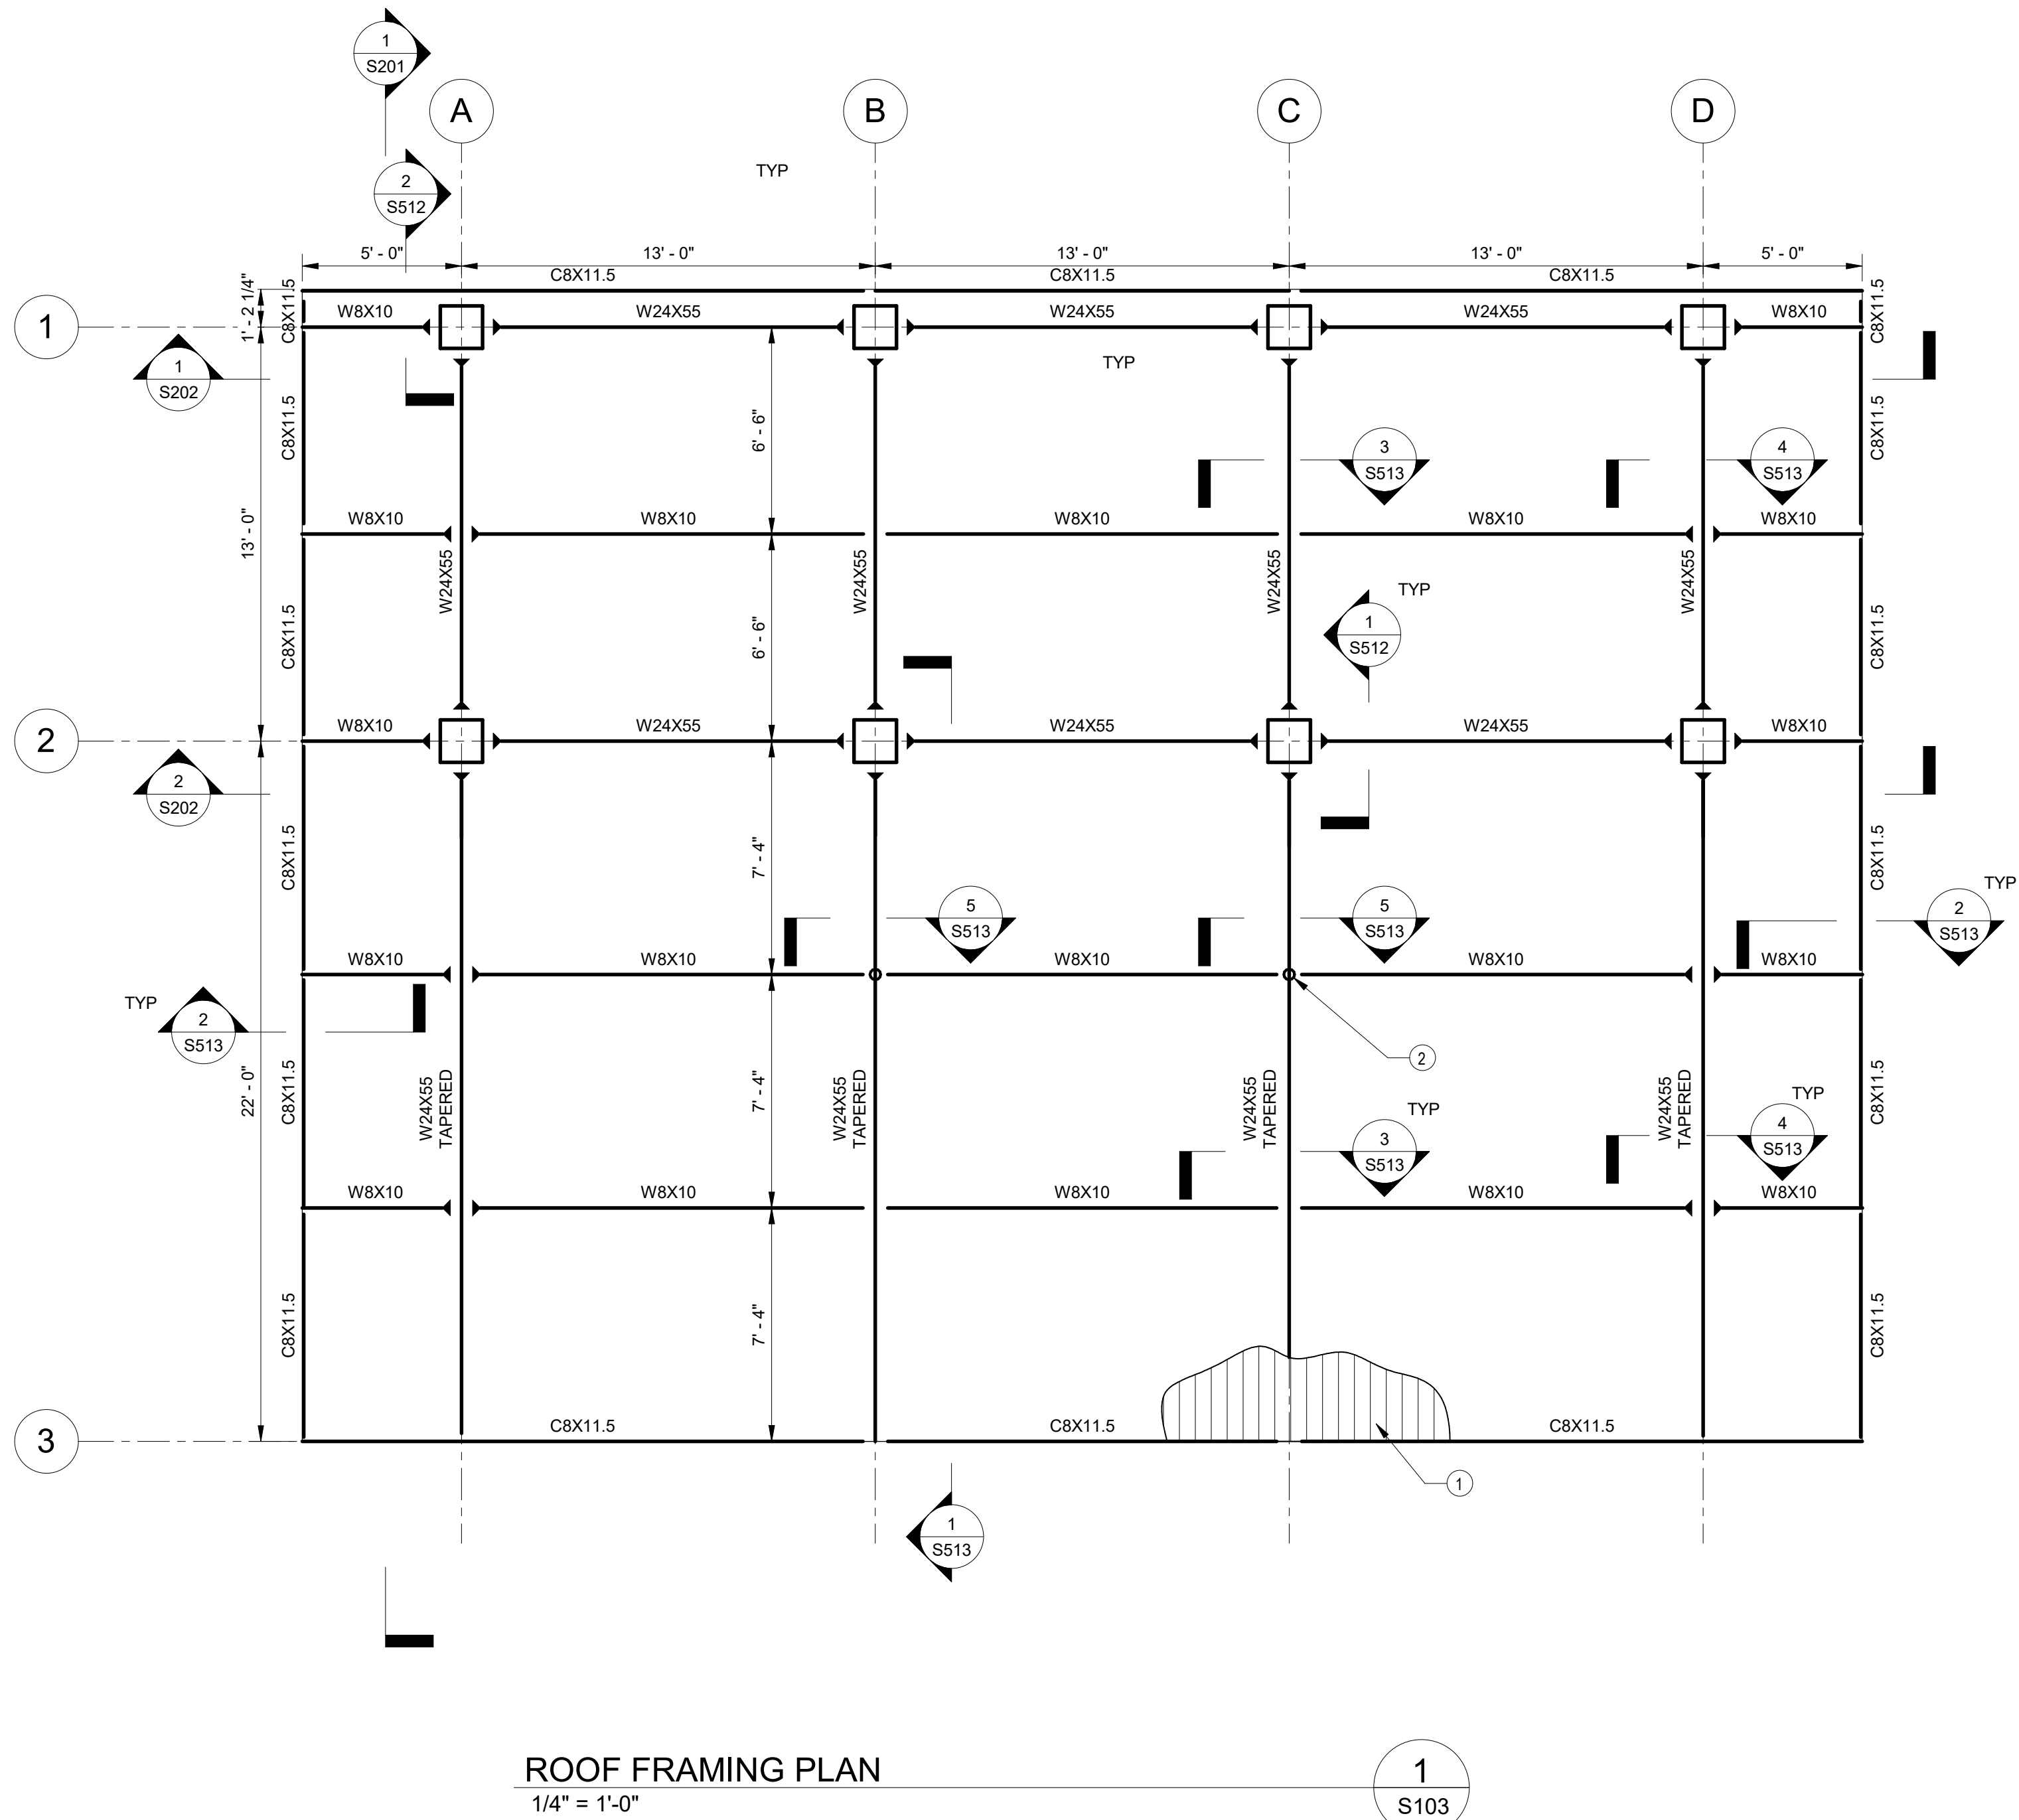 1
S201
A
B
C
D
TYP
2
S512
5' - 0"
13' - 0"
13' - 0"
13' - 0"
5' - 0"
C8X11.5
C8X11.5
C8X11.5
1' - 2 1/4"
C8X11.5
C8X11.5
1
W8X10
W24X55
W24X55
W24X55
W8X10
1
S202
TYP
C8X11.5
6' - 6"
C8X11.5
3
S513
4
S513
13' - 0"
W8X10
W8X10
W8X10
W8X10
W8X10
W24X55
W24X55
W24X55
W24X55
TYP
1
S512
C8X11.5
6' - 6"
C8X11.5
2
W8X10
W24X55
W24X55
W24X55
W8X10
2
S202
C8X11.5
7' - 4"
C8X11.5
TYP
5
S513
5
S513
2
S513
W8X10
W8X10
W8X10
W8X10
W8X10
TYP
2
S513
2
22' - 0"
C8X11.5
W24X55
TAPERED
7' - 4"
W24X55
TAPERED
W24X55
TAPERED
W24X55
TAPERED
C8X11.5
TYP
3
S513
TYP
4
S513
W8X10
W8X10
W8X10
W8X10
W8X10
C8X11.5
7' - 4"
C8X11.5
3
C8X11.5
C8X11.5
C8X11.5
1
1
S513
ROOF FRAMING PLAN
1/4" = 1'-0"
1
S103